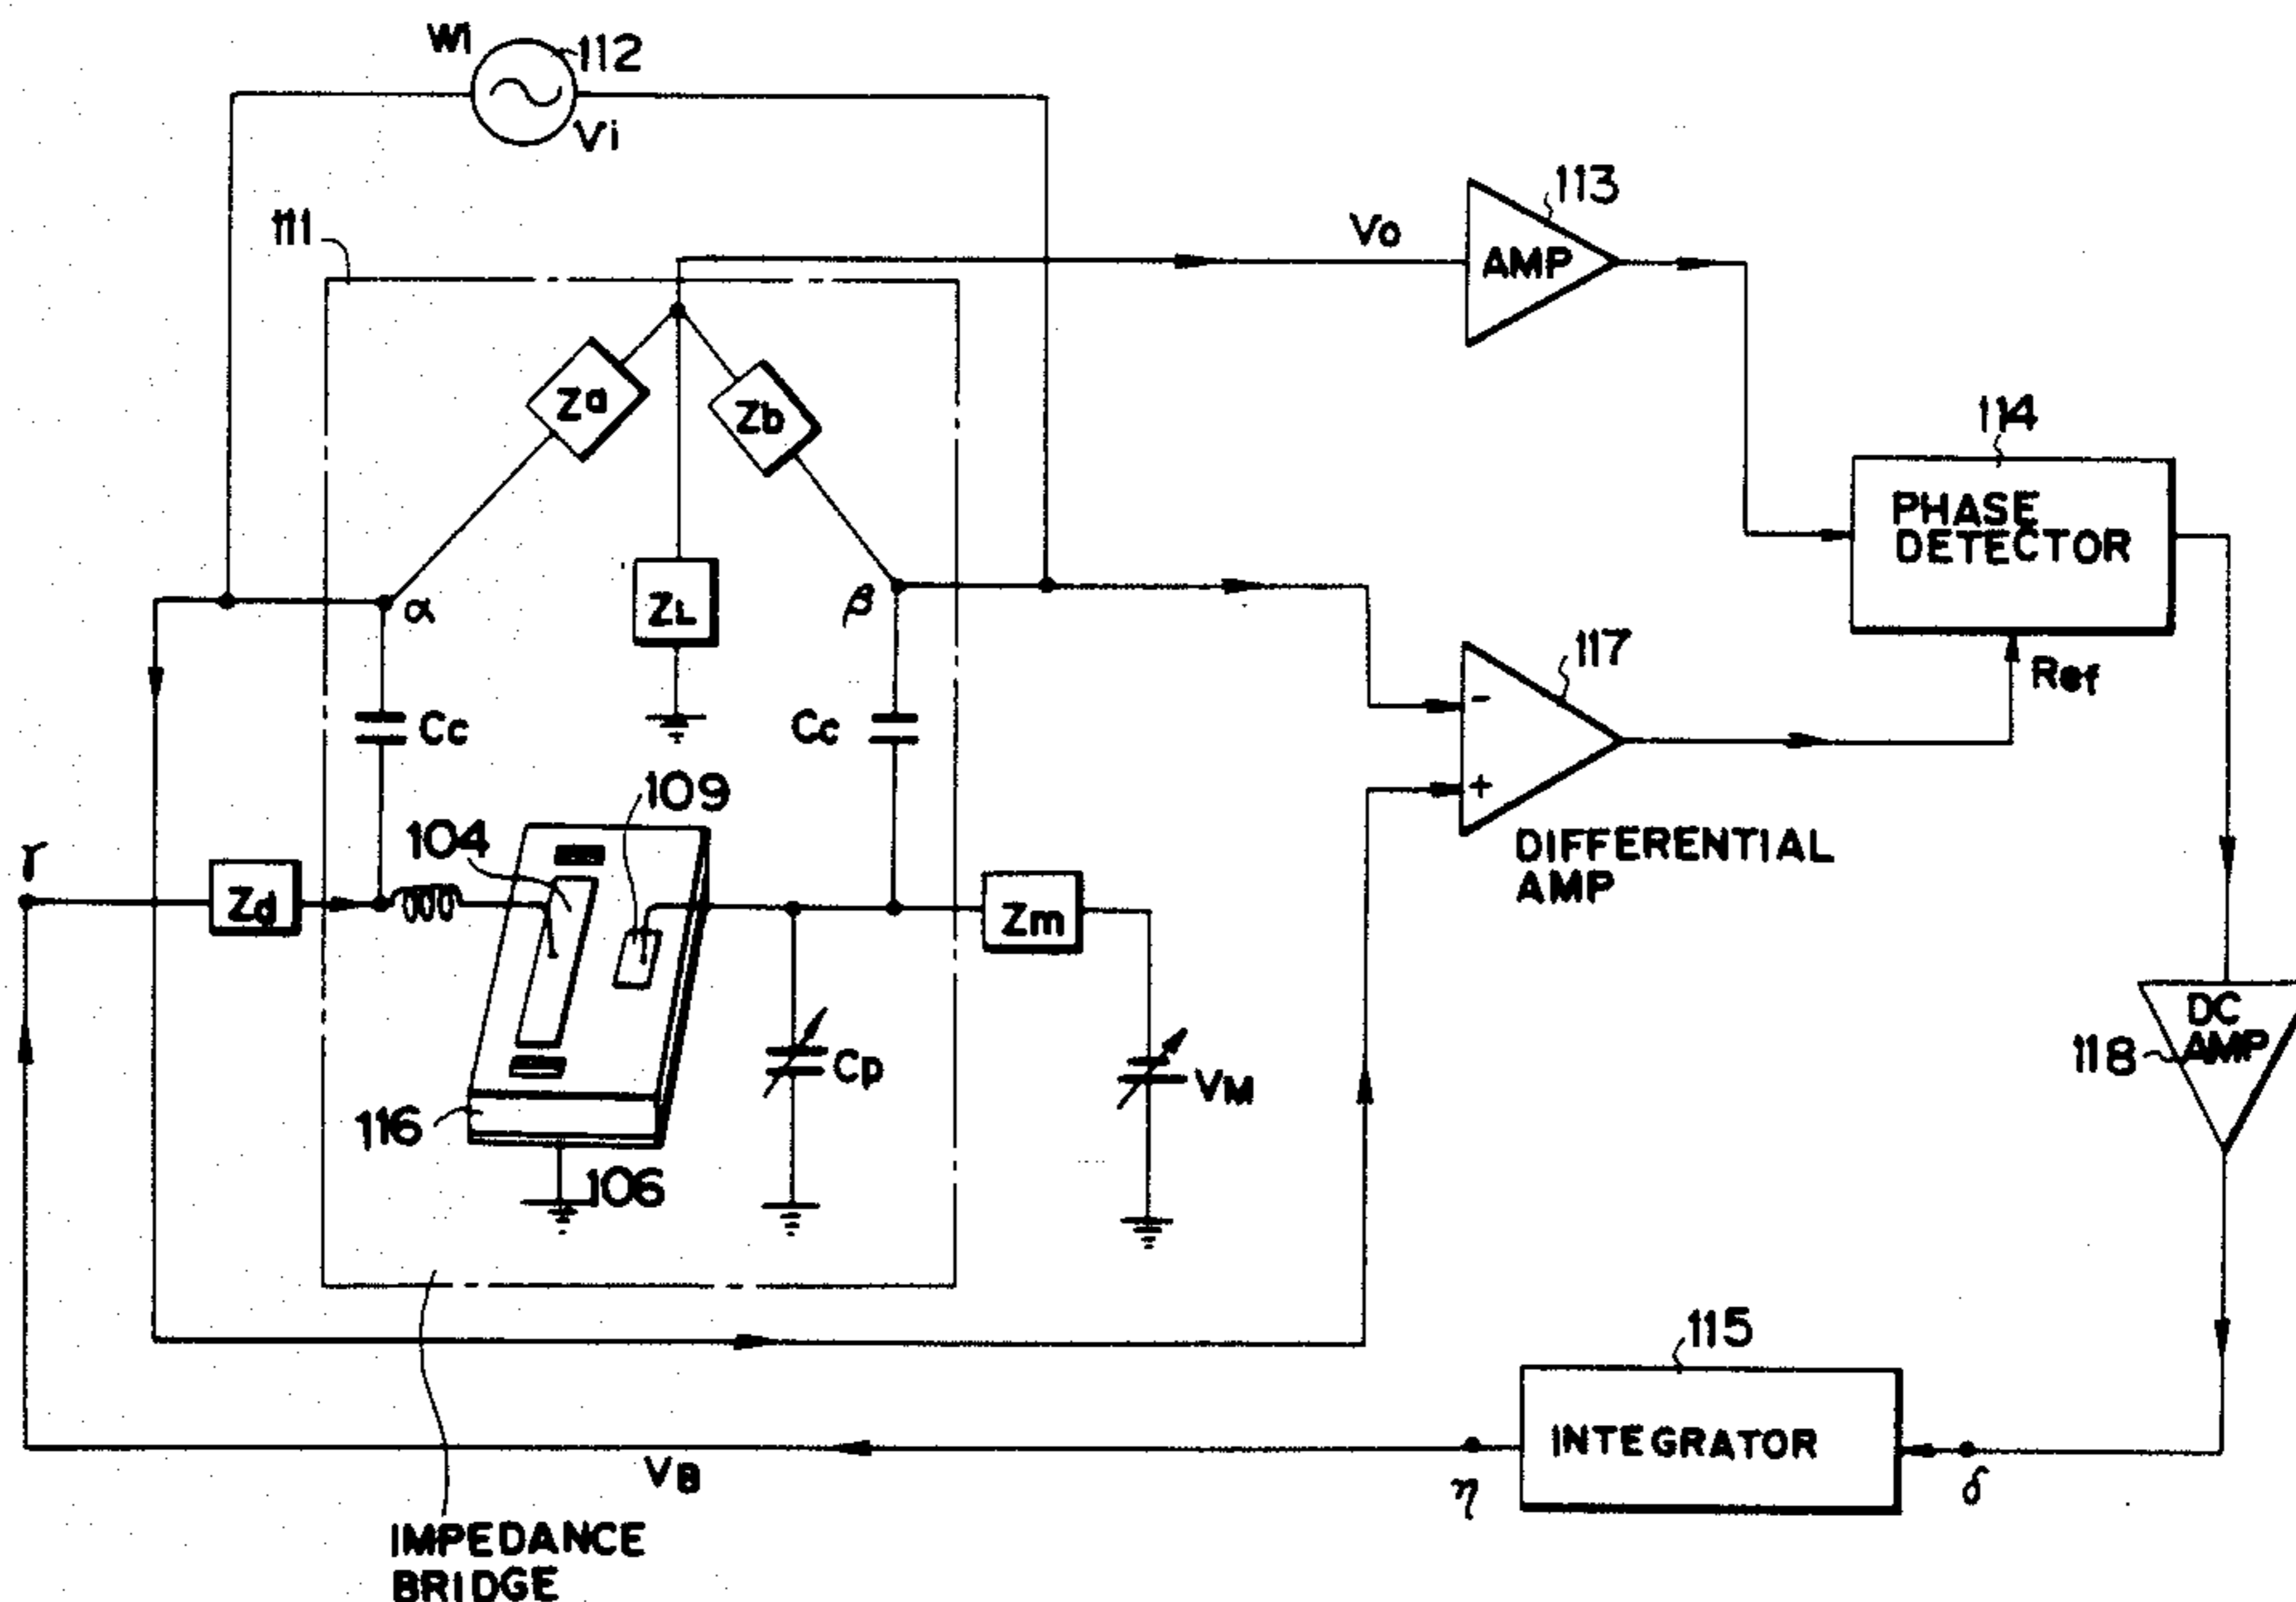 W1
112
Vi
111
Vo
113
AMP
Za
Zb
114
PHASE
DETECTOR
α
ZL
β
117
Ref
Cc
Cc
-
+
109
104
γ
Zd
Zm
DIFFERENTIAL
AMP
DC
AMP
118
Cp
VM
116
106
115
INTEGRATOR
VB
η
δ
IMPEDANCE
BRIDGE